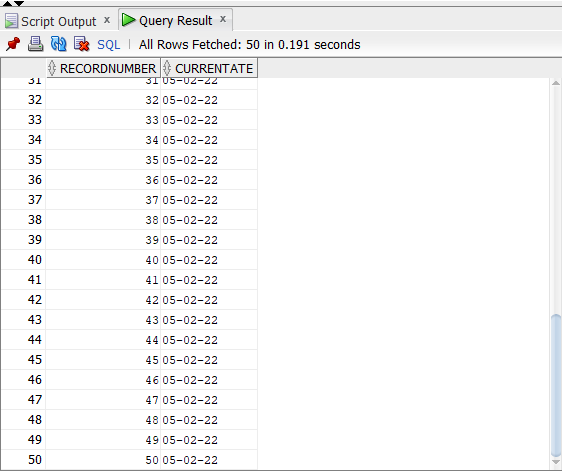 Script Output x Query Result x
SQL | All Rows Fetched: 50 in 0.191 seconds
RECORDNUMBER CURRENTATE
31 31 05-02-22
32 32 05-02-22
33 33 05-02-22
34 34 05-02-22
35 35 05-02-22
36 36 05-02-22
37 37 05-02-22
38 38 05-02-22
39 39 05-02-22
40 40 05-02-22
41 41 05-02-22
42 42 05-02-22
43 43 05-02-22
44 44 05-02-22
45 45 05-02-22
46 46 05-02-22
47 47 05-02-22
48 48 05-02-22
49 49 05-02-22
50 50 05-02-22